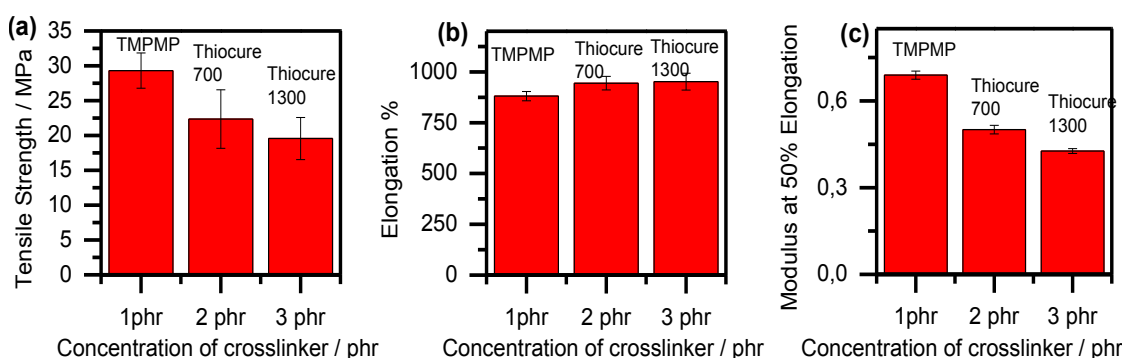 (a)
Tensile Strength / MPa
35
30
25
20
15
10
5
0
TMPMP
Thiocure
700
Thiocure
1300
1phr
2 phr
3 phr
Concentration of crosslinker / phr
(b)
Elongation %
1000
750
500
250
0
TMPMP
Thiocure
700
Thiocure
1300
1phr
2 phr
3 phr
Concentration of crosslinker / phr
(c)
Modulus at 50% Elongation
0,6
0,3
0,0
TMPMP
Thiocure
700
Thiocure
1300
1phr
2 phr
3 phr
Concentration of crosslinker / phr